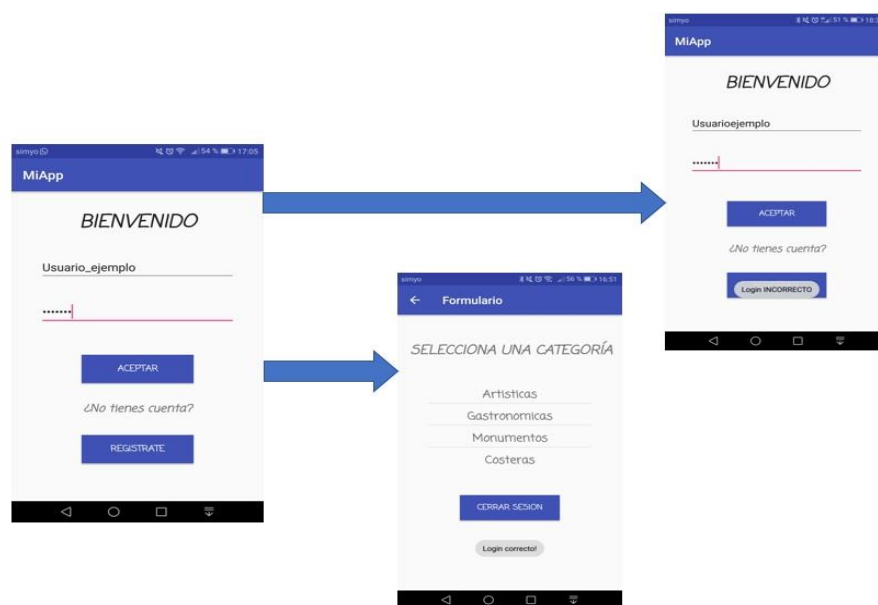 simyo 54 % 17:05
MiApp
BIENVENIDO
Usuario_ejemplo
•••••••
ACEPTAR
¿No tienes cuenta?
REGISTRATE
simyo 56 % 16:51
Formulario
SELECCIONA UNA CATEGORÍA
Artisticas
Gastronomicas
Monumentos
Costeras
CERRAR SESION
Login correcto!
simyo 51 %
MiApp
BIENVENIDO
Usuarioejemplo
•••••••
ACEPTAR
¿No tienes cuenta?
Login INCORRECTO